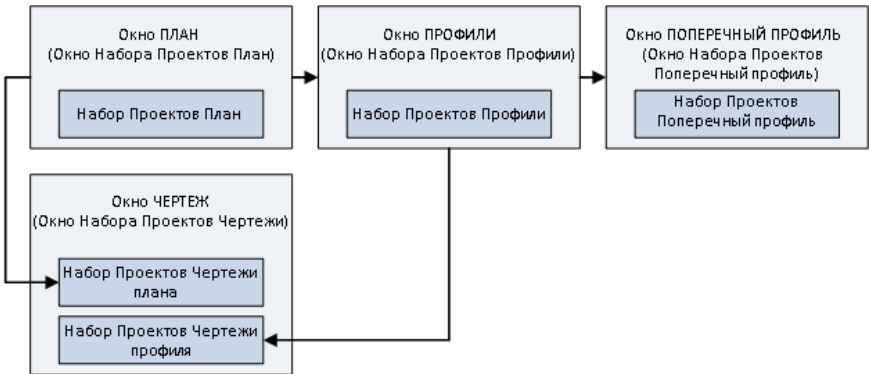 Окно ПЛАН
(Окно Набора Проектов План)
Набор Проектов План
Окно ПРОФИЛИ
(Окно Набора Проектов Профили)
Набор Проектов Профили
Окно ПОПЕРЕЧНЫЙ ПРОФИЛЬ
(Окно Набора Проектов
Поперечный профиль)
Набор Проектов
Поперечный профиль
Окно ЧЕРТЕЖ
(Окно Набора Проектов Чертежи)
Набор Проектов Чертежи
плана
Набор Проектов Чертежи
профиля